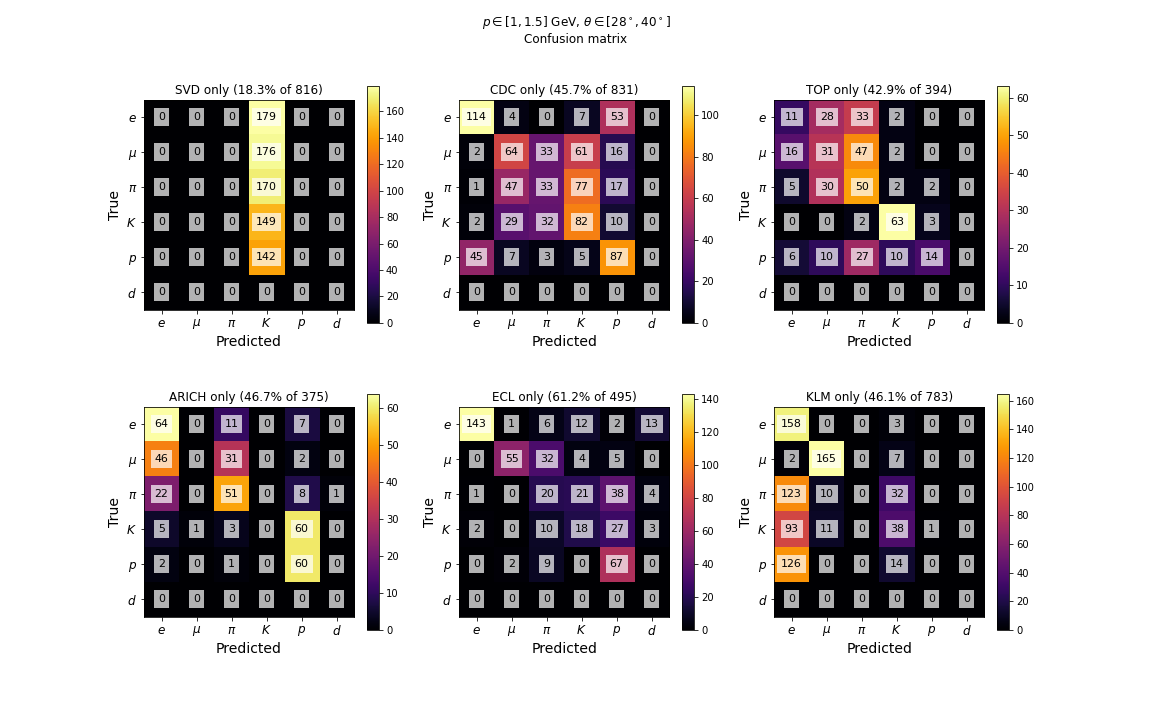 p ∈ [1, 1.5] GeV, θ ∈ [28°, 40°]
Confusion matrix
SVD only (18.3% of 816)
e 0 0 0 179 0 0
μ 0 0 0 176 0 0
π 0 0 0 170 0 0
K 0 0 0 149 0 0
p 0 0 0 142 0 0
d 0 0 0 0 0 0
e μ π K p d
True
Predicted
160
140
120
100
80
60
40
20
0
CDC only (45.7% of 831)
e 114 4 0 7 53 0
μ 2 64 33 61 16 0
π 1 47 33 77 17 0
K 2 29 32 82 10 0
p 45 7 3 5 87 0
d 0 0 0 0 0 0
e μ π K p d
True
Predicted
100
80
60
40
20
0
TOP only (42.9% of 394)
e 11 28 33 2 0 0
μ 16 31 47 2 0 0
π 5 30 50 2 2 0
K 0 0 2 63 3 0
p 6 10 27 10 14 0
d 0 0 0 0 0 0
e μ π K p d
True
Predicted
60
50
40
30
20
10
0
ARICH only (46.7% of 375)
e 64 0 11 0 7 0
μ 46 0 31 0 2 0
π 22 0 51 0 8 1
K 5 1 3 0 60 0
p 2 0 1 0 60 0
d 0 0 0 0 0 0
e μ π K p d
True
Predicted
60
50
40
30
20
10
0
ECL only (61.2% of 495)
e 143 1 6 12 2 13
μ 0 55 32 4 5 0
π 1 0 20 21 38 4
K 2 0 10 18 27 3
p 0 2 9 0 67 0
d 0 0 0 0 0 0
e μ π K p d
True
Predicted
140
120
100
80
60
40
20
0
KLM only (46.1% of 783)
e 158 0 0 3 0 0
μ 2 165 0 7 0 0
π 123 10 0 32 0 0
K 93 11 0 38 1 0
p 126 0 0 14 0 0
d 0 0 0 0 0 0
e μ π K p d
True
Predicted
160
140
120
100
80
60
40
20
0